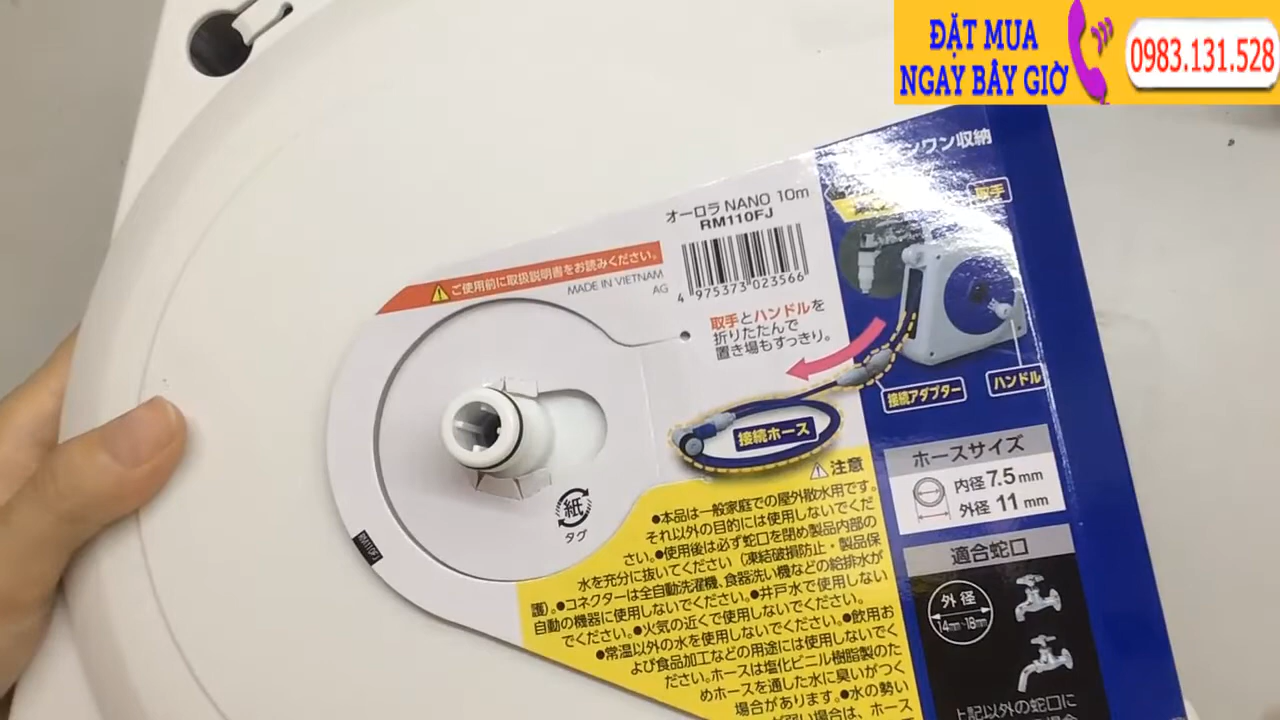 ĐẶT MUA
NGAY BÂY GIỜ
0983.131.528
ンワン収納
取手
オーロラ NANO 10m
RM110FJ
4 975373 023566
ご使用前に取扱説明書をお読みください。
MADE IN VIETNAM
AG
取手とハンドルを
折りたたんで
置き場もすっきり。
接続アダプター
ハンドル
接続ホース
ホースサイズ
内径 7.5 mm
外径 11 mm
適合蛇口
外径
14mm~18mm
上記以外の蛇口に
紙
タグ
RM110FJ
注意
●本品は一般家庭での屋外散水用です。
それ以外の目的には使用しないでくだ
さい。●使用後は必ず蛇口を閉め製品内部の
水を充分に抜いてください（凍結破損防止・製品保
護）。●コネクターは全自動洗濯機、食器洗い機などの給排水が
自動の機器に使用しないでください。●井戸水で使用しない
でください。●火気の近くで使用しないでください。
●常温以外の水を使用しないでください。●飲用お
よび食品加工などの用途には使用しないでく
ださい。ホースは塩化ビニル樹脂製のた
めホースを通した水に臭いがつく
場合があります。●水の勢い
が弱い場合は、ホース